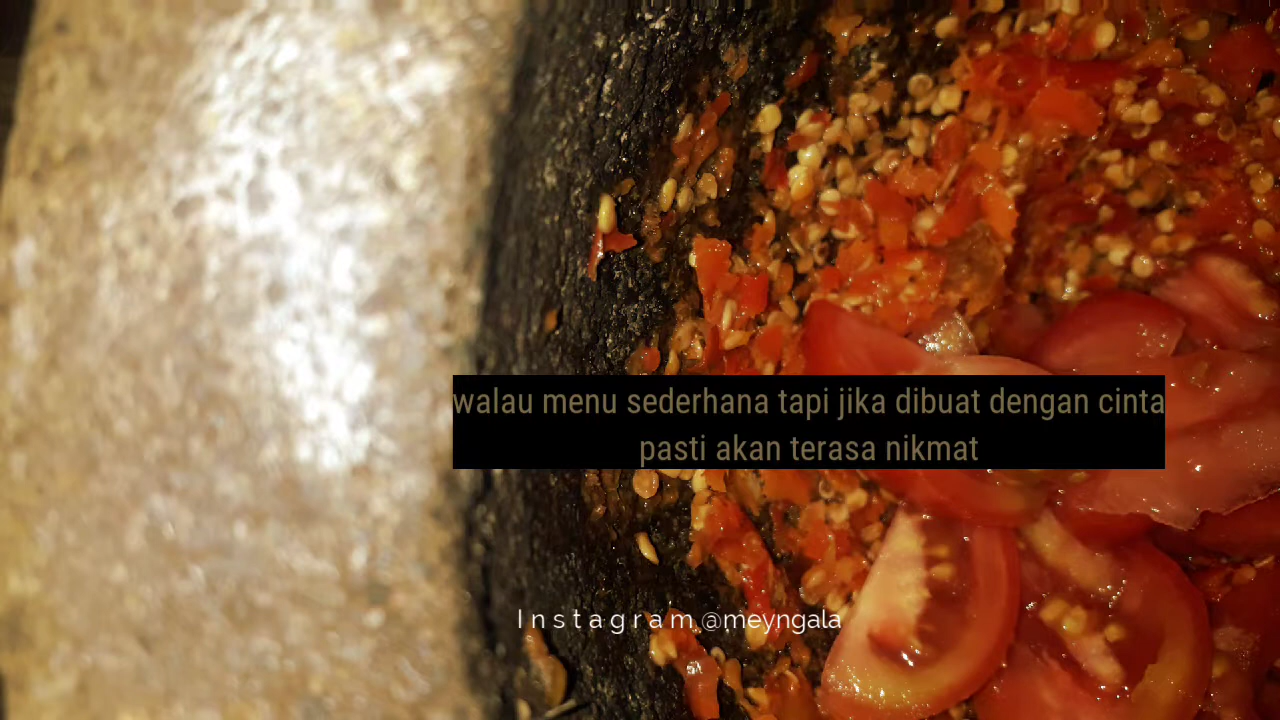 walau menu sederhana tapi jika dibuat dengan cinta
pasti akan terasa nikmat
Instagram @meyngala